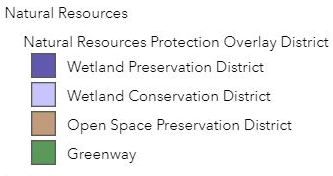 Natural Resources
Natural Resources Protection Overlay District
Wetland Preservation District
Wetland Conservation District
Open Space Preservation District
Greenway